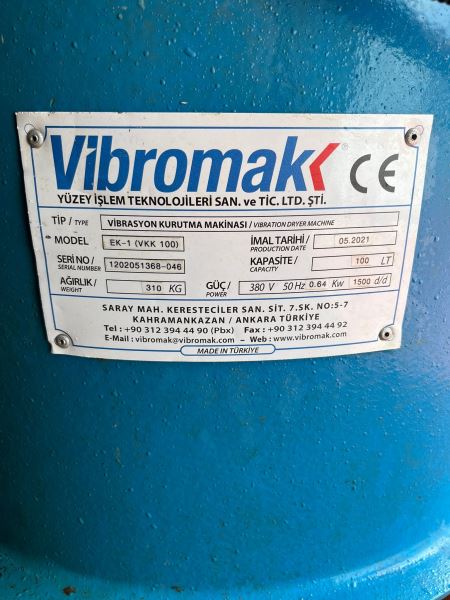 Vibromak ® CE
YÜZEY İŞLEM TEKNOLOJİLERİ SAN. ve TİC. LTD. ŞTİ.
TİP / TYPE VİBRASYON KURUTMA MAKİNASI / VIBRATION DRYER MACHINE
MODEL EK-1 (VKK 100) İMAL TARİHİ / PRODUCTION DATE 05.2021
SERİ NO / SERIAL NUMBER 1202051368-046 KAPASİTE / CAPACITY 100 LT
AĞIRLIK / WEIGHT 310 KG GÜÇ / POWER 380 V 50 Hz 0.64 Kw 1500 d/d
SARAY MAH. KERESTECİLER SAN. SİT. 7.SK. NO:5-7
KAHRAMANKAZAN / ANKARA TÜRKİYE
Tel : +90 312 394 44 90 (Pbx) Fax : +90 312 394 44 92
E-Mail : vibromak@vibromak.com – Web : www.vibromak.com
MADE IN TÜRKİYE